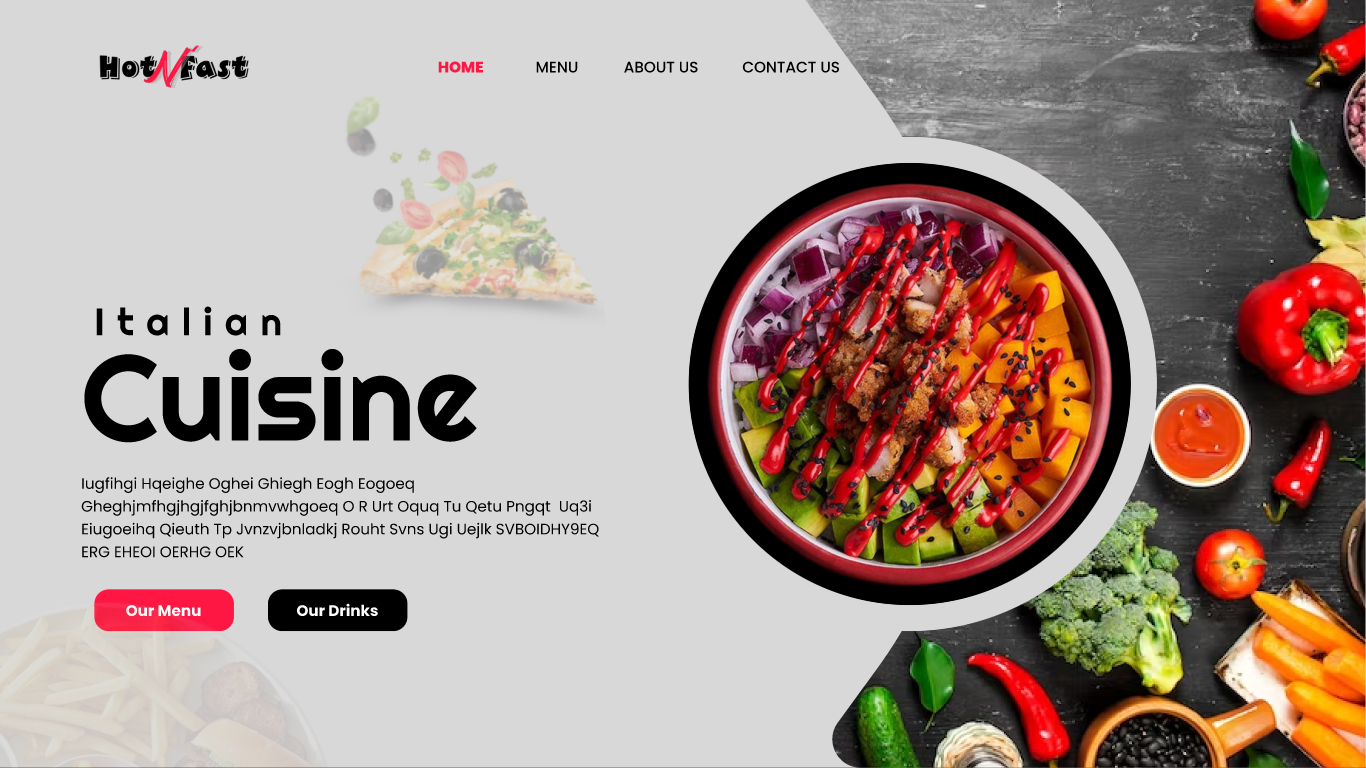 HotNFast
HOME MENU ABOUT US CONTACT US
Italian
Cuisine
Iugfihgi Hqeighe Oghei Ghiegh Eogh Eogoeq
Gheghjmfhgjhgjfghjbnmvwhgoeq O R Urt Oquq Tu Qetu Pngqt Uq3i
Eiugoeihq Qieuth Tp Jvnzvjbnladkj Rouht Svns Ugi Uejlk SVBOIDHY9EQ
ERG EHEOI OERHG OEK
Our Menu Our Drinks